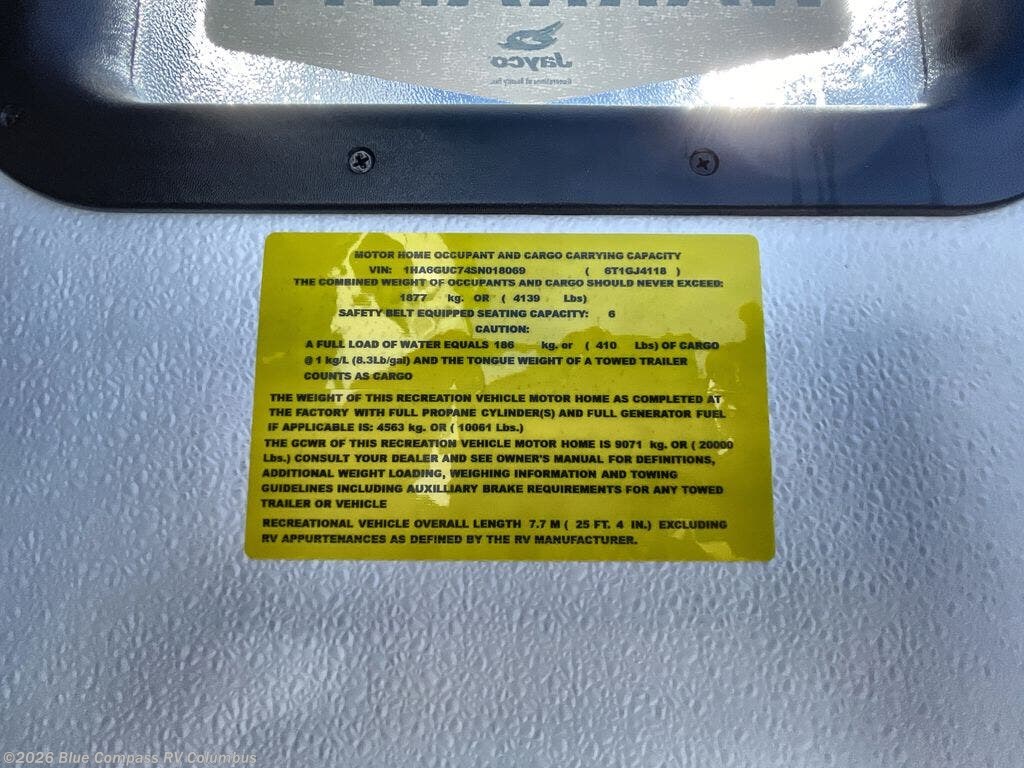 Jayco
MOTOR HOME OCCUPANT AND CARGO CARRYING CAPACITY
VIN: 1HA6GUC74SN018069 ( 6T1GJ4118 )
THE COMBINED WEIGHT OF OCCUPANTS AND CARGO SHOULD NEVER EXCEED:
1877 kg. OR ( 4139 Lbs)
SAFETY BELT EQUIPPED SEATING CAPACITY: 6
CAUTION:
A FULL LOAD OF WATER EQUALS 186 kg. or ( 410 Lbs) OF CARGO
@ 1 kg/L (8.3Lb/gal) AND THE TONGUE WEIGHT OF A TOWED TRAILER
COUNTS AS CARGO
THE WEIGHT OF THIS RECREATION VEHICLE MOTOR HOME AS COMPLETED AT
THE FACTORY WITH FULL PROPANE CYLINDER(S) AND FULL GENERATOR FUEL
IF APPLICABLE IS: 4563 kg. OR ( 10061 Lbs.)
THE GCWR OF THIS RECREATION VEHICLE MOTOR HOME IS 9071 kg. OR ( 20000
Lbs.) CONSULT YOUR DEALER AND SEE OWNER'S MANUAL FOR DEFINITIONS,
ADDITIONAL WEIGHT LOADING, WEIGHING INFORMATION AND TOWING
GUIDELINES INCLUDING AUXILLIARY BRAKE REQUIREMENTS FOR ANY TOWED
TRAILER OR VEHICLE
RECREATIONAL VEHICLE OVERALL LENGTH 7.7 M ( 25 FT. 4 IN.) EXCLUDING
RV APPURTENANCES AS DEFINED BY THE RV MANUFACTURER.
©2026 Blue Compass RV Columbus